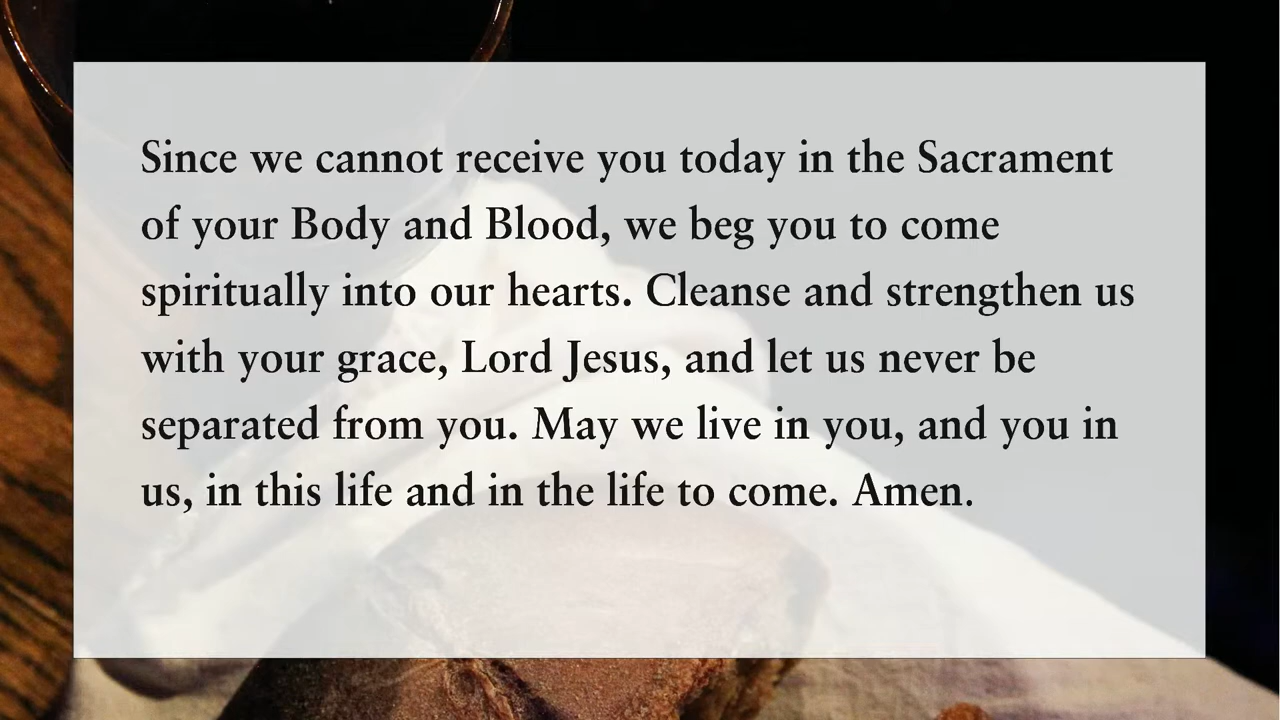 Since we cannot receive you today in the Sacrament
of your Body and Blood, we beg you to come
spiritually into our hearts. Cleanse and strengthen us
with your grace, Lord Jesus, and let us never be
separated from you. May we live in you, and you in
us, in this life and in the life to come. Amen.